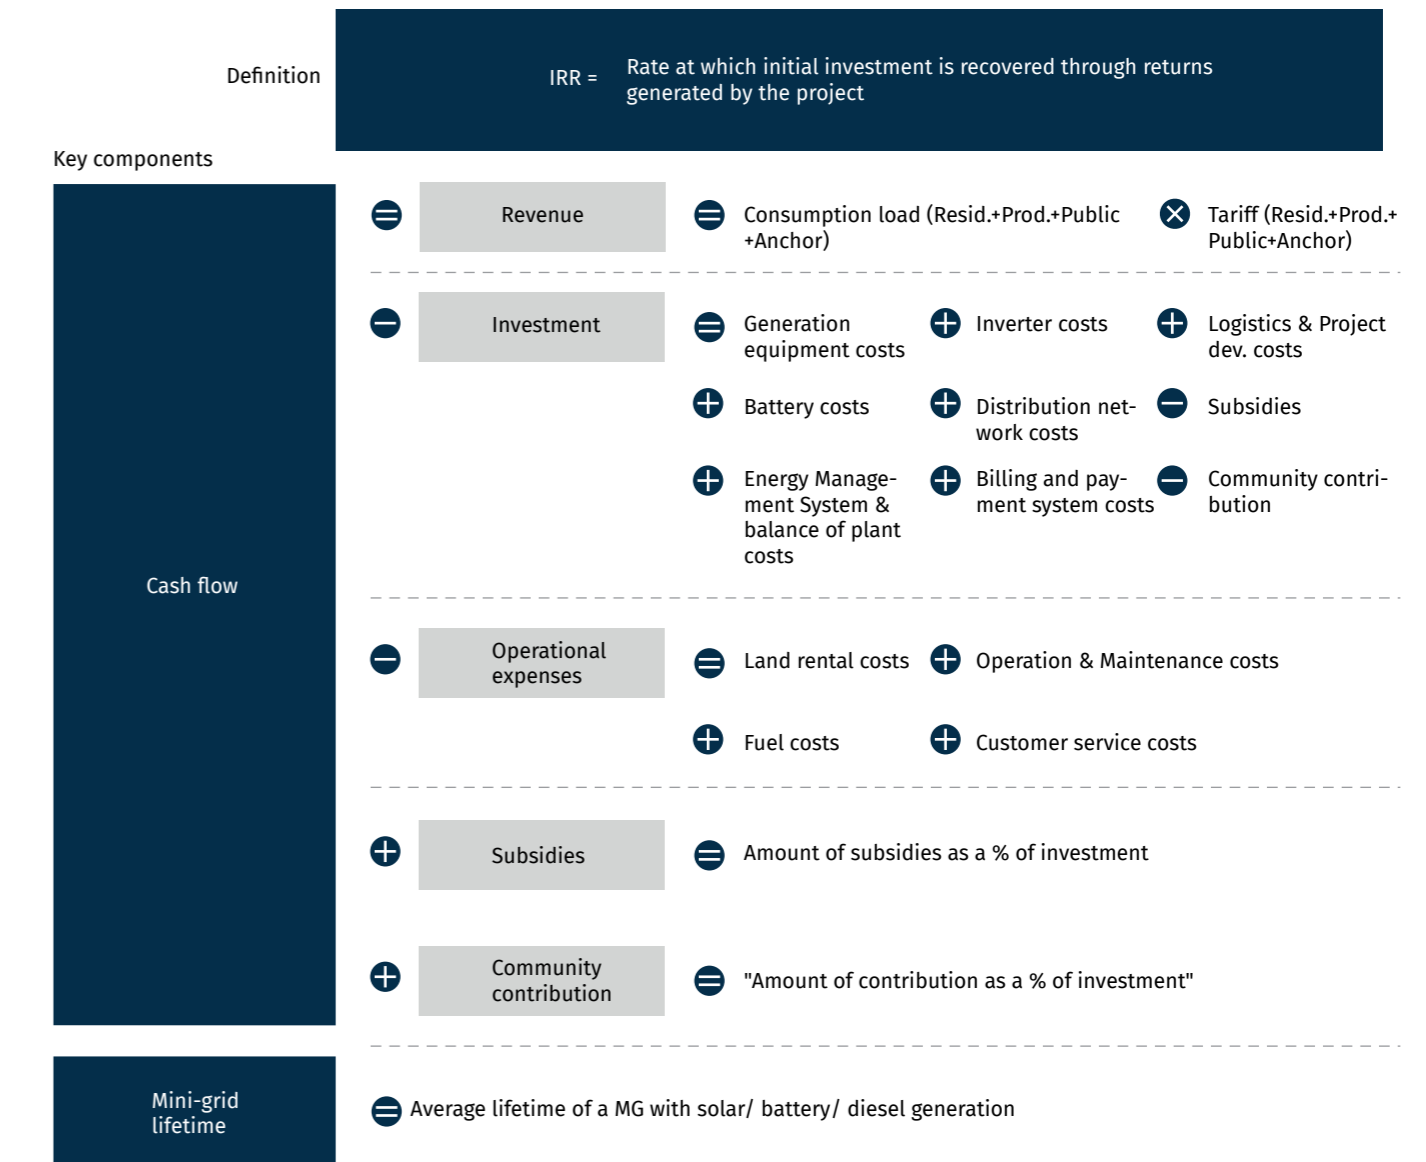 Definition
IRR =
Rate at which initial investment is recovered through returns
generated by the project
Key components
Cash flow
Revenue
Consumption load (Resid.+Prod.+Public
+Anchor)
Tariff (Resid.+Prod.+
Public+Anchor)
Investment
Generation
equipment costs
Inverter costs
Logistics & Project
dev. costs
Battery costs
Distribution net-
work costs
Subsidies
Energy Manage-
ment System &
balance of plant
costs
Billing and pay-
ment system costs
Community contri-
bution
Operational
expenses
Land rental costs
Operation & Maintenance costs
Fuel costs
Customer service costs
Subsidies
Amount of subsidies as a % of investment
Community
contribution
"Amount of contribution as a % of investment"
Mini-grid
lifetime
Average lifetime of a MG with solar/ battery/ diesel generation